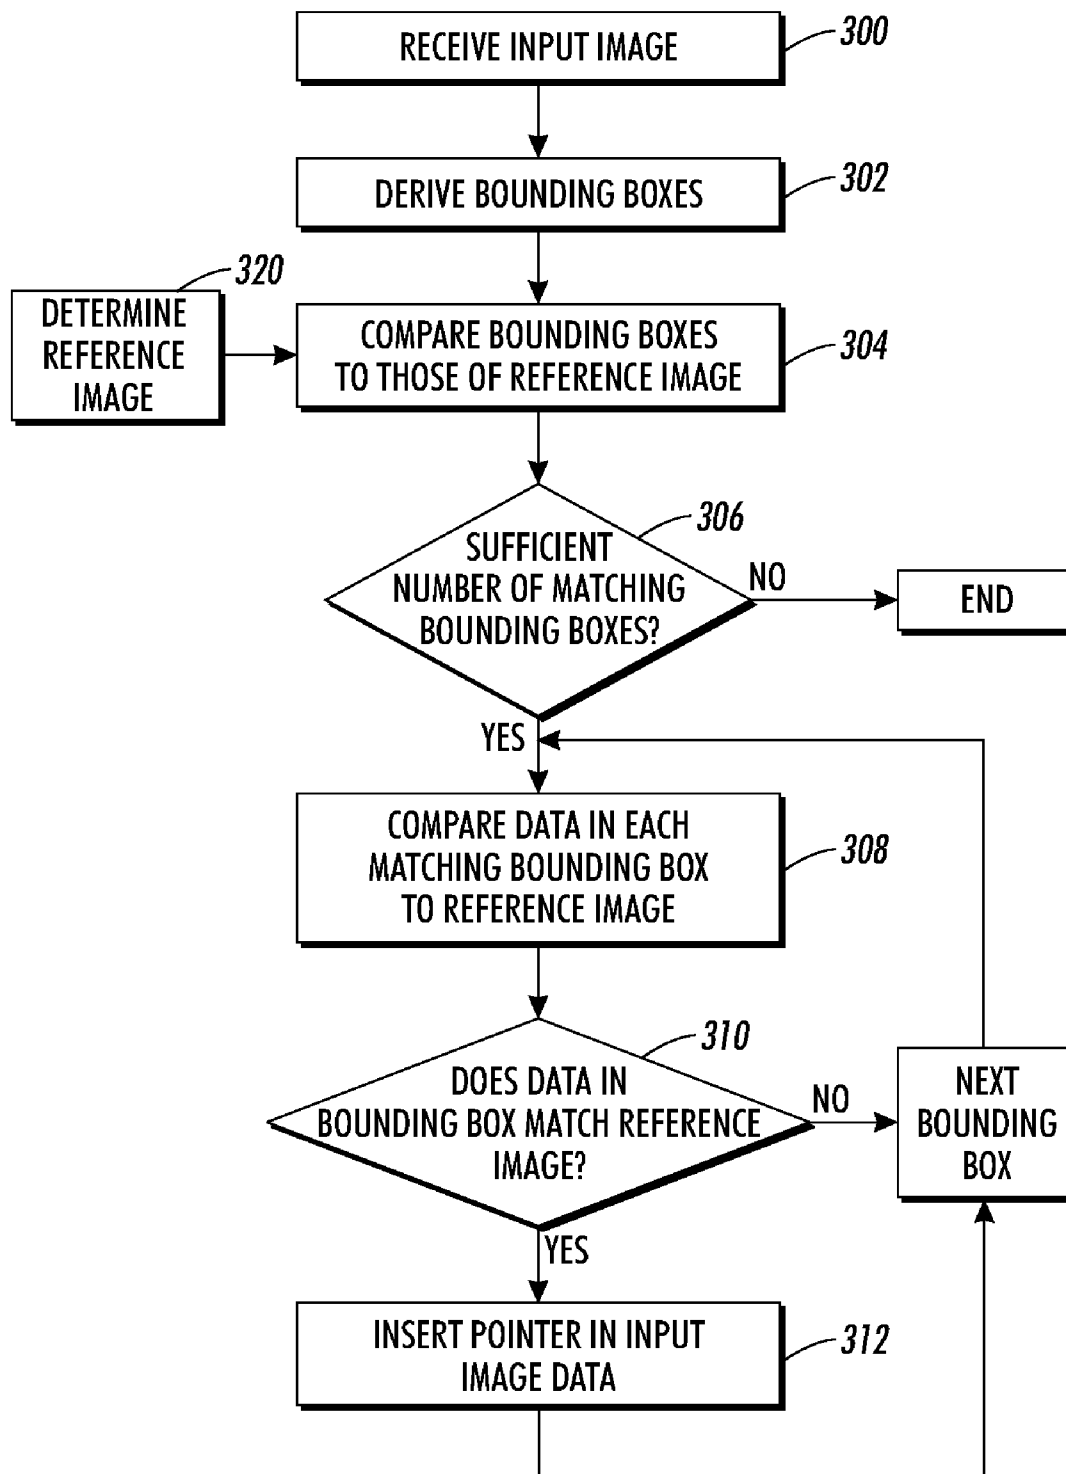 RECEIVE INPUT IMAGE
300
DERIVE BOUNDING BOXES
302
320
DETERMINE
REFERENCE
IMAGE
COMPARE BOUNDING BOXES
TO THOSE OF REFERENCE IMAGE
304
306
SUFFICIENT
NUMBER OF MATCHING
BOUNDING BOXES?
NO
END
YES
COMPARE DATA IN EACH
MATCHING BOUNDING BOX
TO REFERENCE IMAGE
308
310
DOES DATA IN
BOUNDING BOX MATCH REFERENCE
IMAGE?
NO
NEXT
BOUNDING
BOX
YES
INSERT POINTER IN INPUT
IMAGE DATA
312